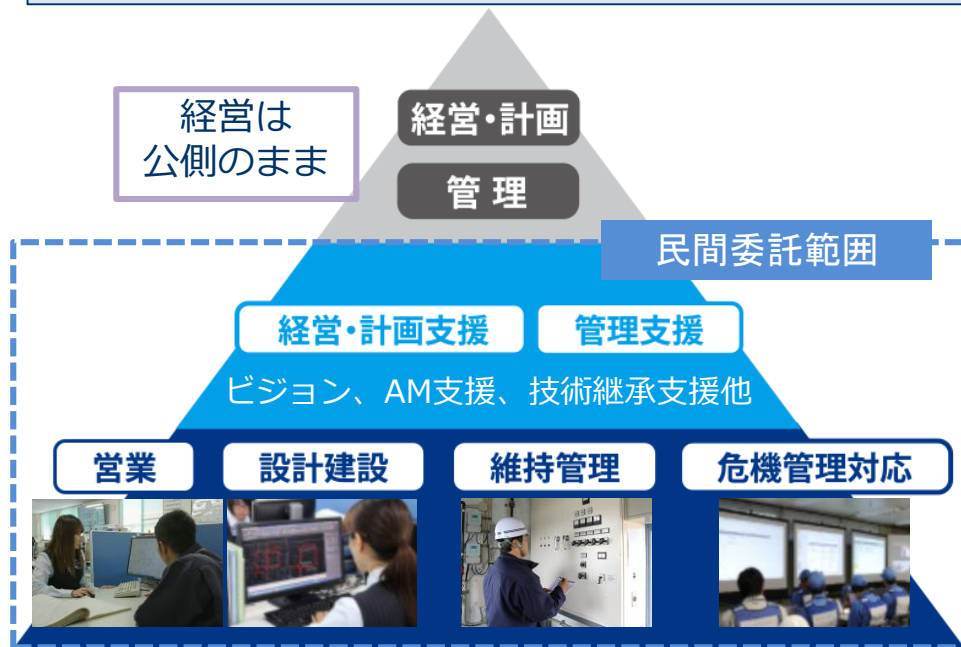 経営は
公側のまま
経営・計画
管理
民間委託範囲
経営・計画支援
管理支援
ビジョン、AM支援、技術継承支援他
営業
設計建設
維持管理
危機管理対応